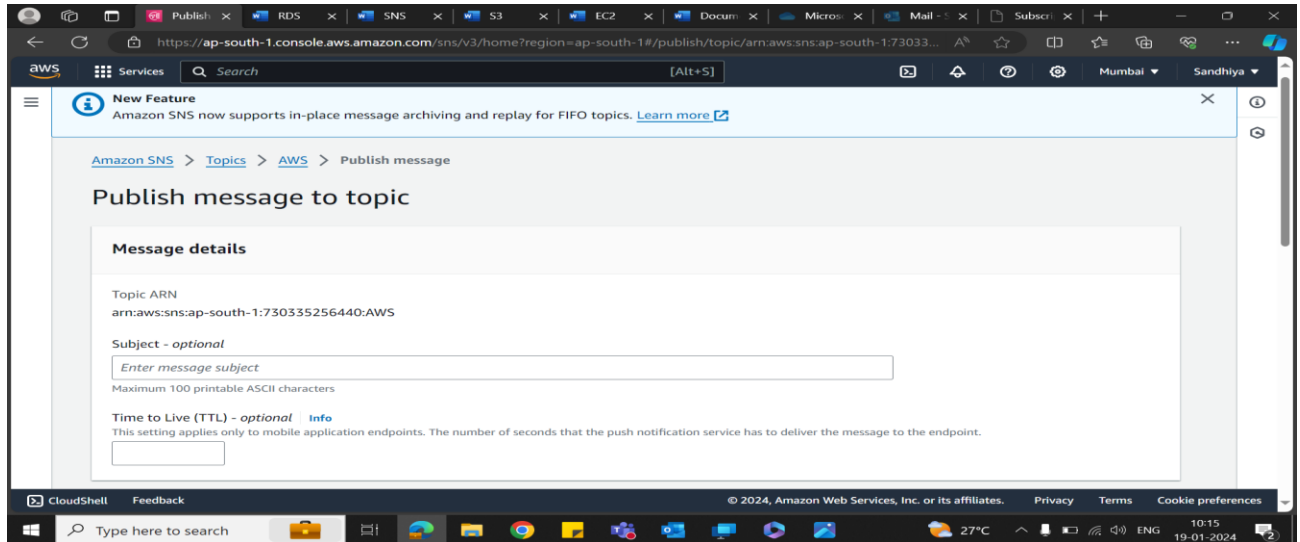 Publish
RDS
SNS
S3
EC2
Docum
Micros
Mail - S
Subscri
https://ap-south-1.console.aws.amazon.com/sns/v3/home?region=ap-south-1#/publish/topic/arn:aws:sns:ap-south-1:73033...
aws
Services
Search
[Alt+S]
Mumbai
Sandhiya
New Feature
Amazon SNS now supports in-place message archiving and replay for FIFO topics. Learn more
Amazon SNS > Topics > AWS > Publish message
Publish message to topic
Message details
Topic ARN
arn:aws:sns:ap-south-1:730335256440:AWS
Subject - optional
Enter message subject
Maximum 100 printable ASCII characters
Time to Live (TTL) - optional Info
This setting applies only to mobile application endpoints. The number of seconds that the push notification service has to deliver the message to the endpoint.
CloudShell Feedback
© 2024, Amazon Web Services, Inc. or its affiliates. Privacy Terms Cookie preferences
Type here to search
27°C
ENG
10:15
19-01-2024
2